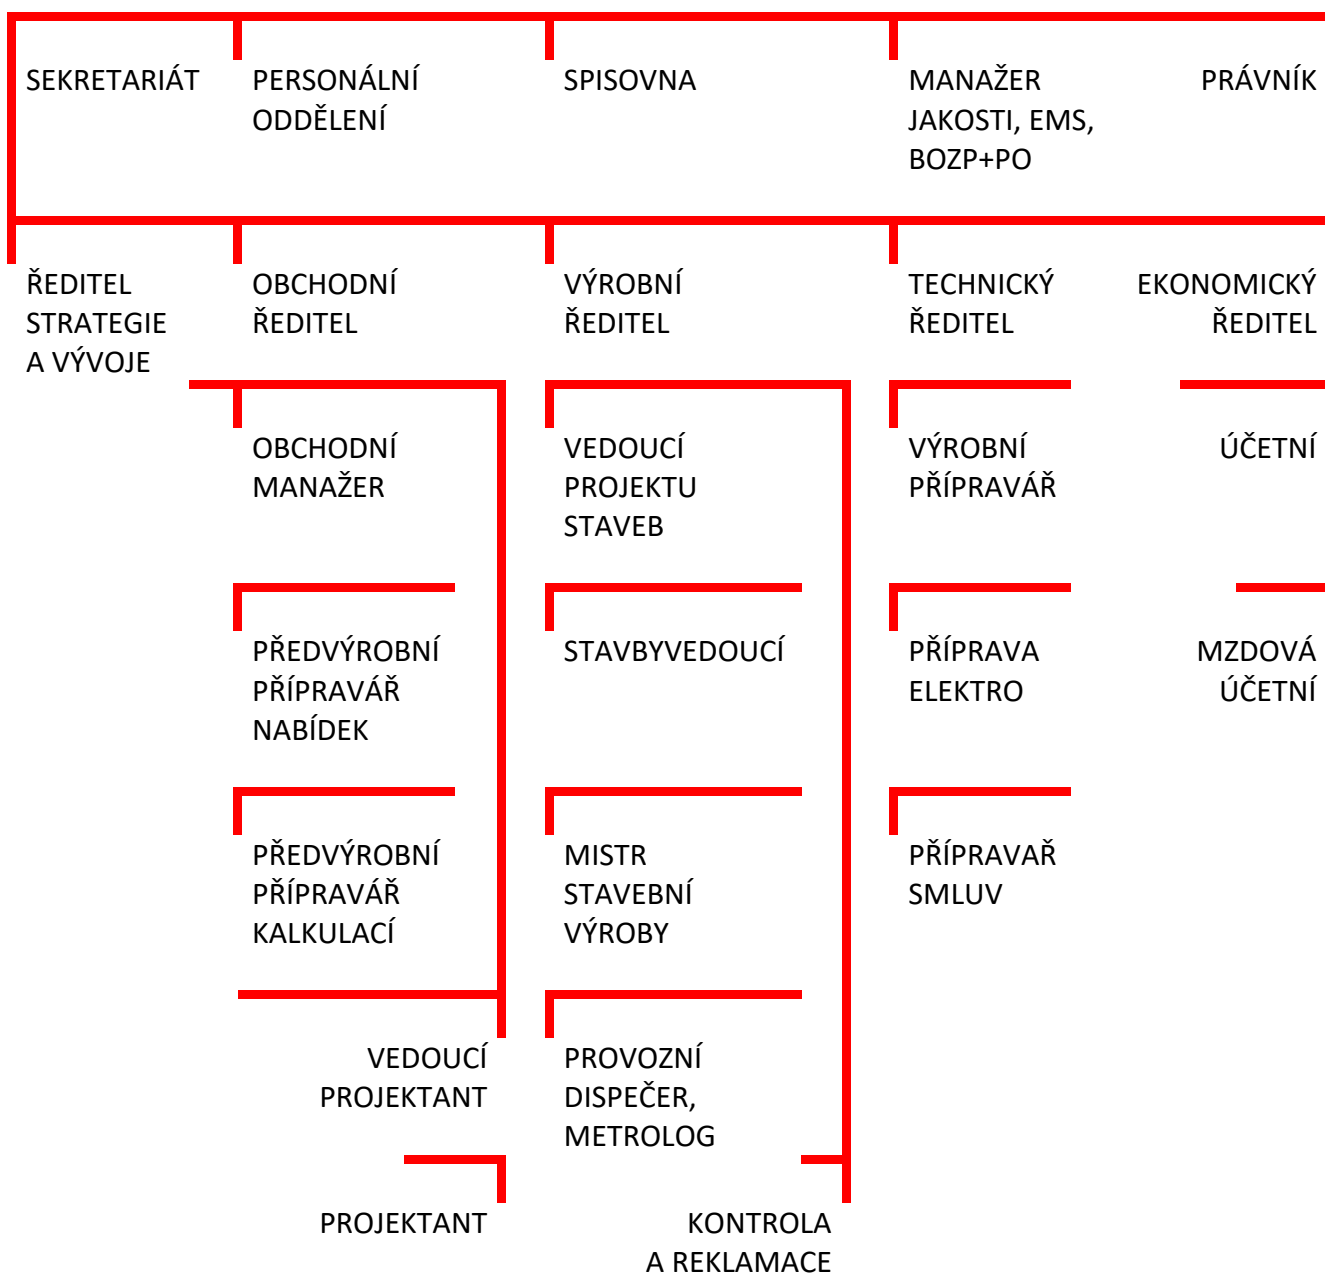 SEKRETARIÁT
PERSONÁLNÍ
ODDĚLENÍ
SPISOVNA
MANAŽER
JAKOSTI, EMS,
BOZP+PO
PRÁVNÍK
ŘEDITEL
STRATEGIE
A VÝVOJE
OBCHODNÍ
ŘEDITEL
VÝROBNÍ
ŘEDITEL
TECHNICKÝ
ŘEDITEL
EKONOMICKÝ
ŘEDITEL
OBCHODNÍ
MANAŽER
VEDOUCÍ
PROJEKTU
STAVEB
VÝROBNÍ
PŘÍPRAVÁŘ
ÚČETNÍ
PŘEDVÝROBNÍ
PŘÍPRAVÁŘ
NABÍDEK
STAVBYVEDOUCÍ
PŘÍPRAVA
ELEKTRO
MZDOVÁ
ÚČETNÍ
PŘEDVÝROBNÍ
PŘÍPRAVÁŘ
KALKULACÍ
MISTR
STAVEBNÍ
VÝROBY
PŘÍPRAVAŘ
SMLUV
VEDOUCÍ
PROJEKTANT
PROVOZNÍ
DISPEČER,
METROLOG
PROJEKTANT
KONTROLA
A REKLAMACE